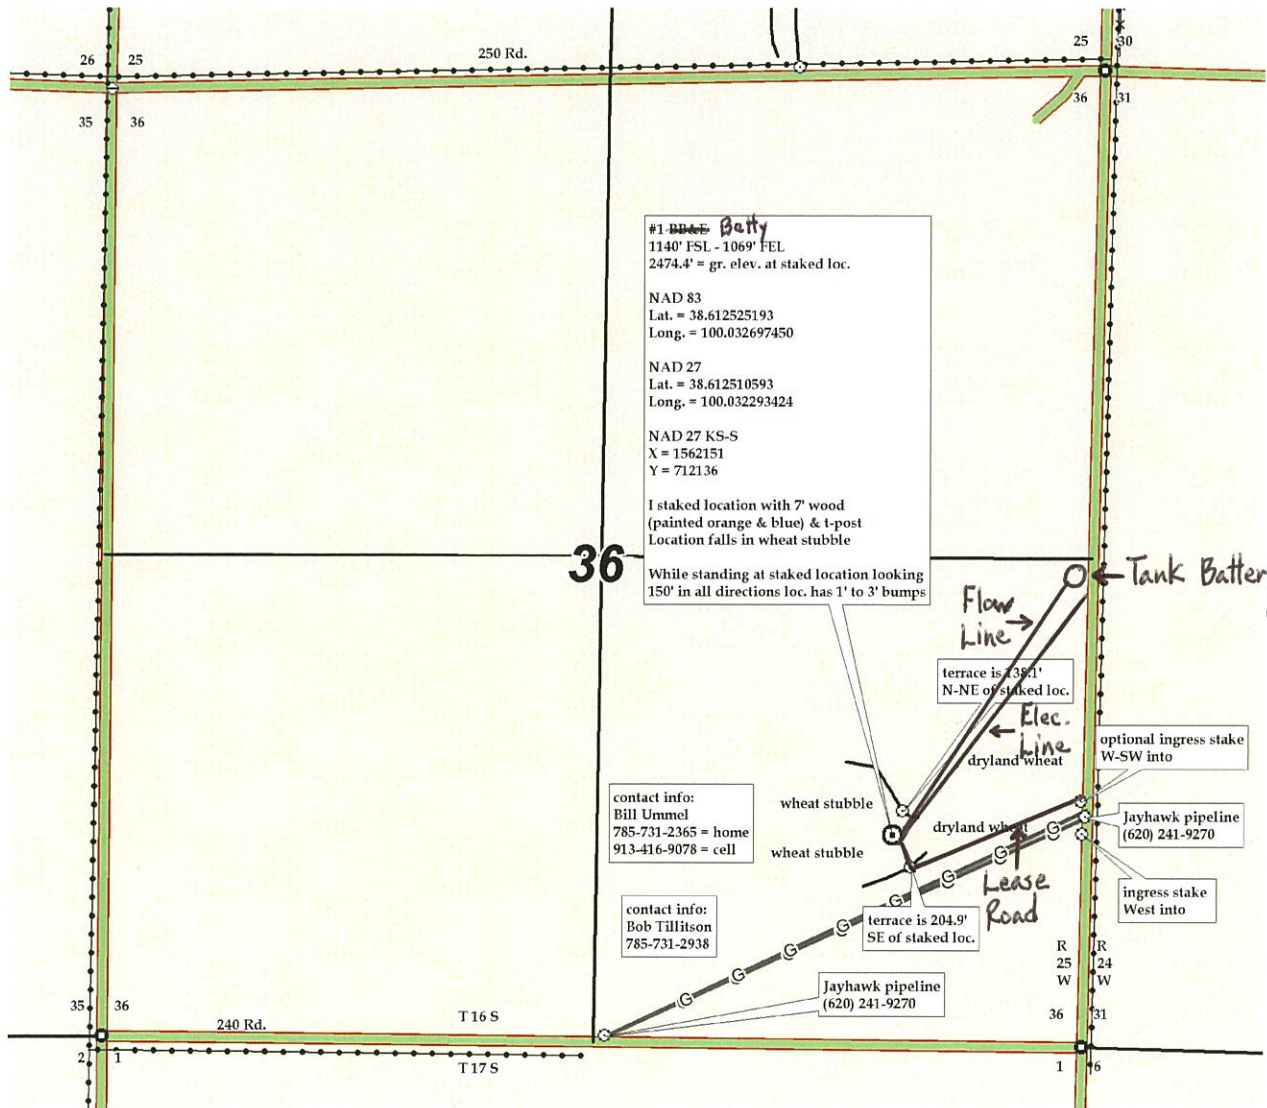 26 25
250 Rd.
25 30
35 36
36 31
#1 BB&E Betty
1140' FSL - 1069' FEL
2474.4' = gr. elev. at staked loc.
NAD 83
Lat. = 38.612525193
Long. = 100.032697450
NAD 27
Lat. = 38.612510593
Long. = 100.032293424
NAD 27 KS-S
X = 1562151
Y = 712136
I staked location with 7' wood
(painted orange & blue) & t-post
Location falls in wheat stubble
While standing at staked location looking
150' in all directions loc. has 1' to 3' bumps
36
Tank Batter
Flow
Line
terrace is 138.1'
N-NE of staked loc.
Elec.
Line
dryland wheat
optional ingress stake
W-SW into
contact info:
Bill Ummel
785-731-2365 = home
913-416-9078 = cell
wheat stubble
dryland wheat
wheat stubble
Jayhawk pipeline
(620) 241-9270
G
G
G
G
G
G
G
G
Lease
Road
ingress stake
West into
contact info:
Bob Tillitson
785-731-2938
terrace is 204.9'
SE of staked loc.
R R
25 24
W W
Jayhawk pipeline
(620) 241-9270
35 36
240 Rd.
T 16 S
36 31
2 1
T 17 S
1 6